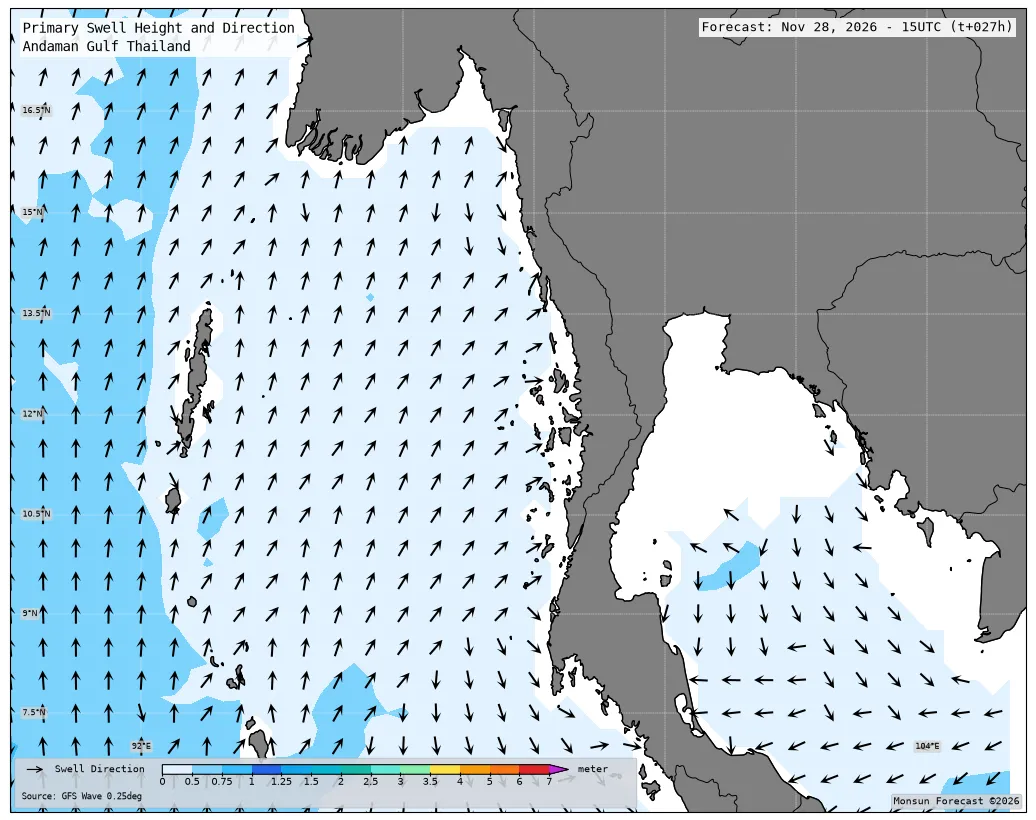 Primary Swell Height and Direction
Andaman Gulf Thailand
Forecast: Nov 28, 2026 - 15UTC (t+027h)
16.5°N
15°N
13.5°N
12°N
10.5°N
9°N
7.5°N
92°E
104°E
Swell Direction
0 0.5 0.75 1 1.25 1.5 2 2.5 3 3.5 4 5 6 7
meter
Source: GFS Wave 0.25deg
Monsun Forecast ©2026